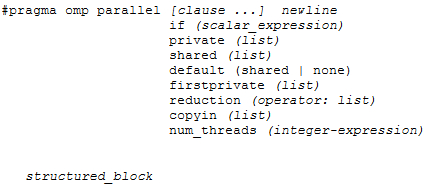 #pragma omp parallel [clause ...] newline
if (scalar_expression)
private (list)
shared (list)
default (shared | none)
firstprivate (list)
reduction (operator: list)
copyin (list)
num_threads (integer-expression)
structured_block